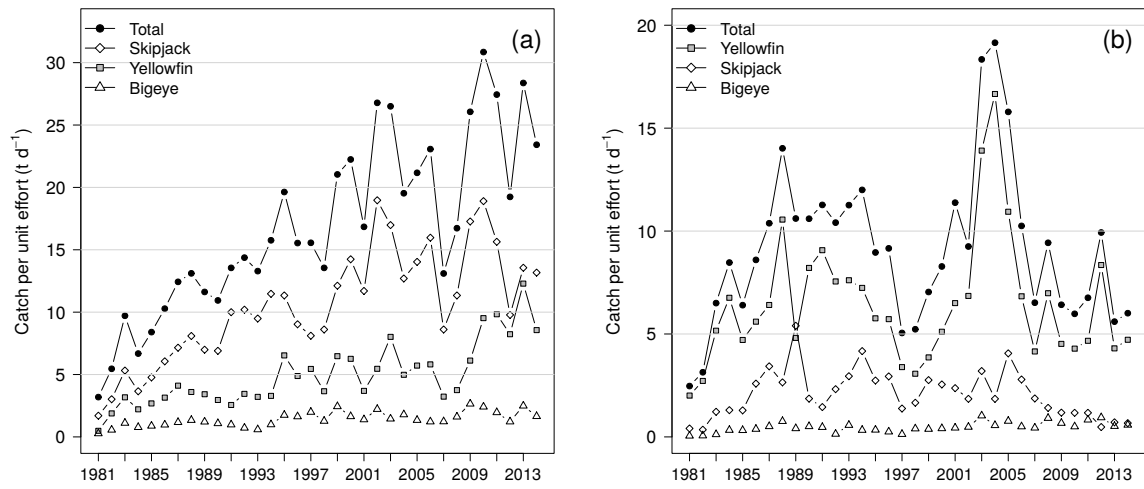 (a)
Total
Skipjack
Yellowfin
Bigeye
Catch per unit effort (t d⁻¹)
30
25
20
15
10
5
0
1981 1985 1989 1993 1997 2001 2005 2009 2013
(b)
Total
Yellowfin
Skipjack
Bigeye
Catch per unit effort (t d⁻¹)
20
15
10
5
0
1981 1985 1989 1993 1997 2001 2005 2009 2013